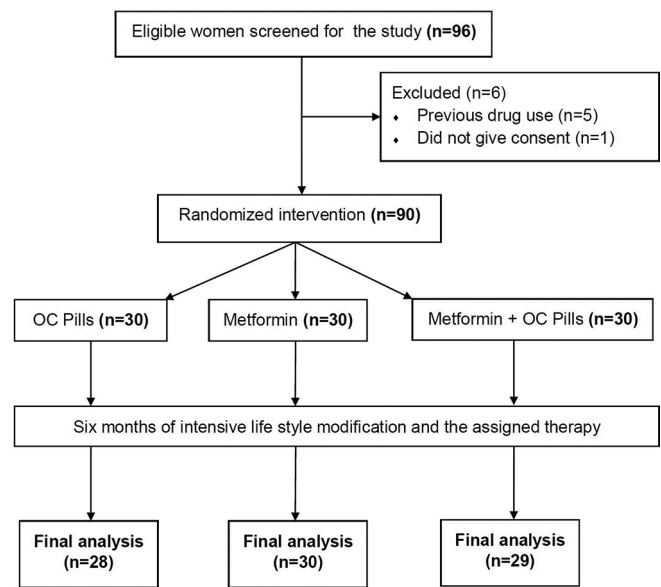 Eligible women screened for the study (n=96)
Excluded (n=6)
♦ Previous drug use (n=5)
♦ Did not give consent (n=1)
Randomized intervention (n=90)
OC Pills (n=30)
Metformin (n=30)
Metformin + OC Pills (n=30)
Six months of intensive life style modification and the assigned therapy
Final analysis
(n=28)
Final analysis
(n=30)
Final analysis
(n=29)